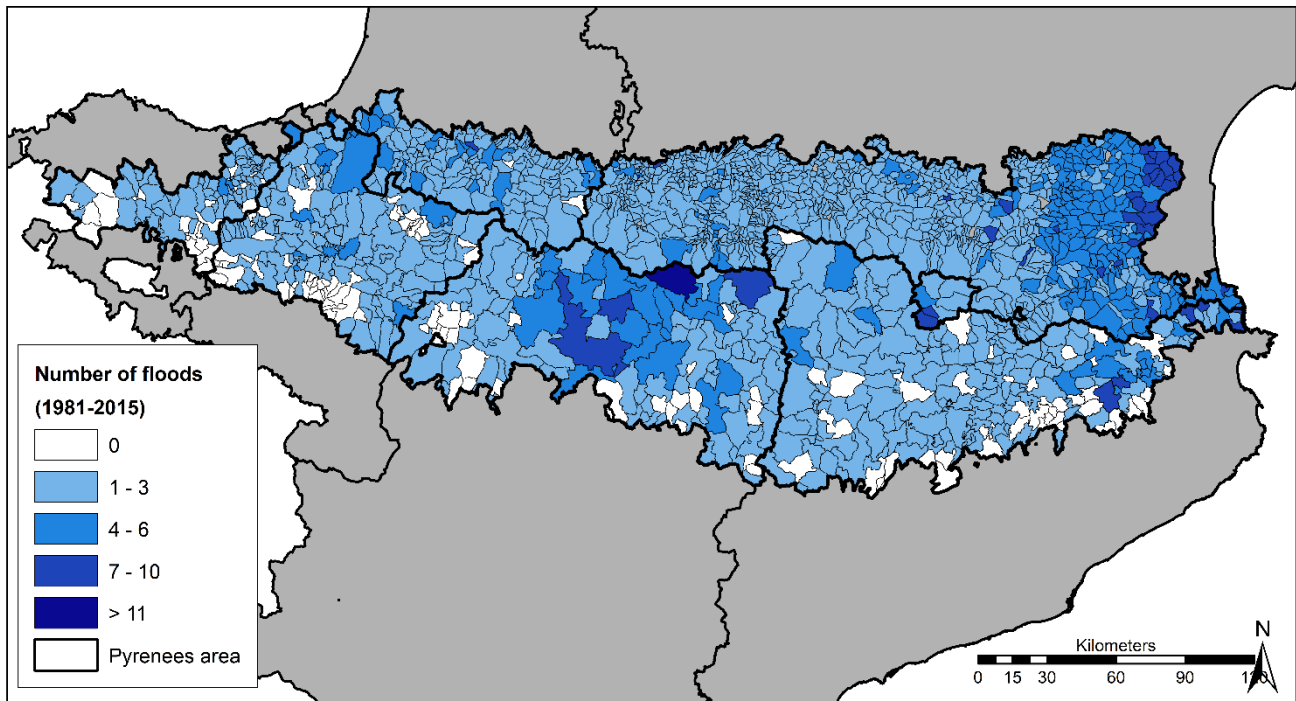 Number of floods
(1981-2015)
0
1 - 3
4 - 6
7 - 10
> 11
Pyrenees area
Kilometers
0 15 30 60 90 120
N